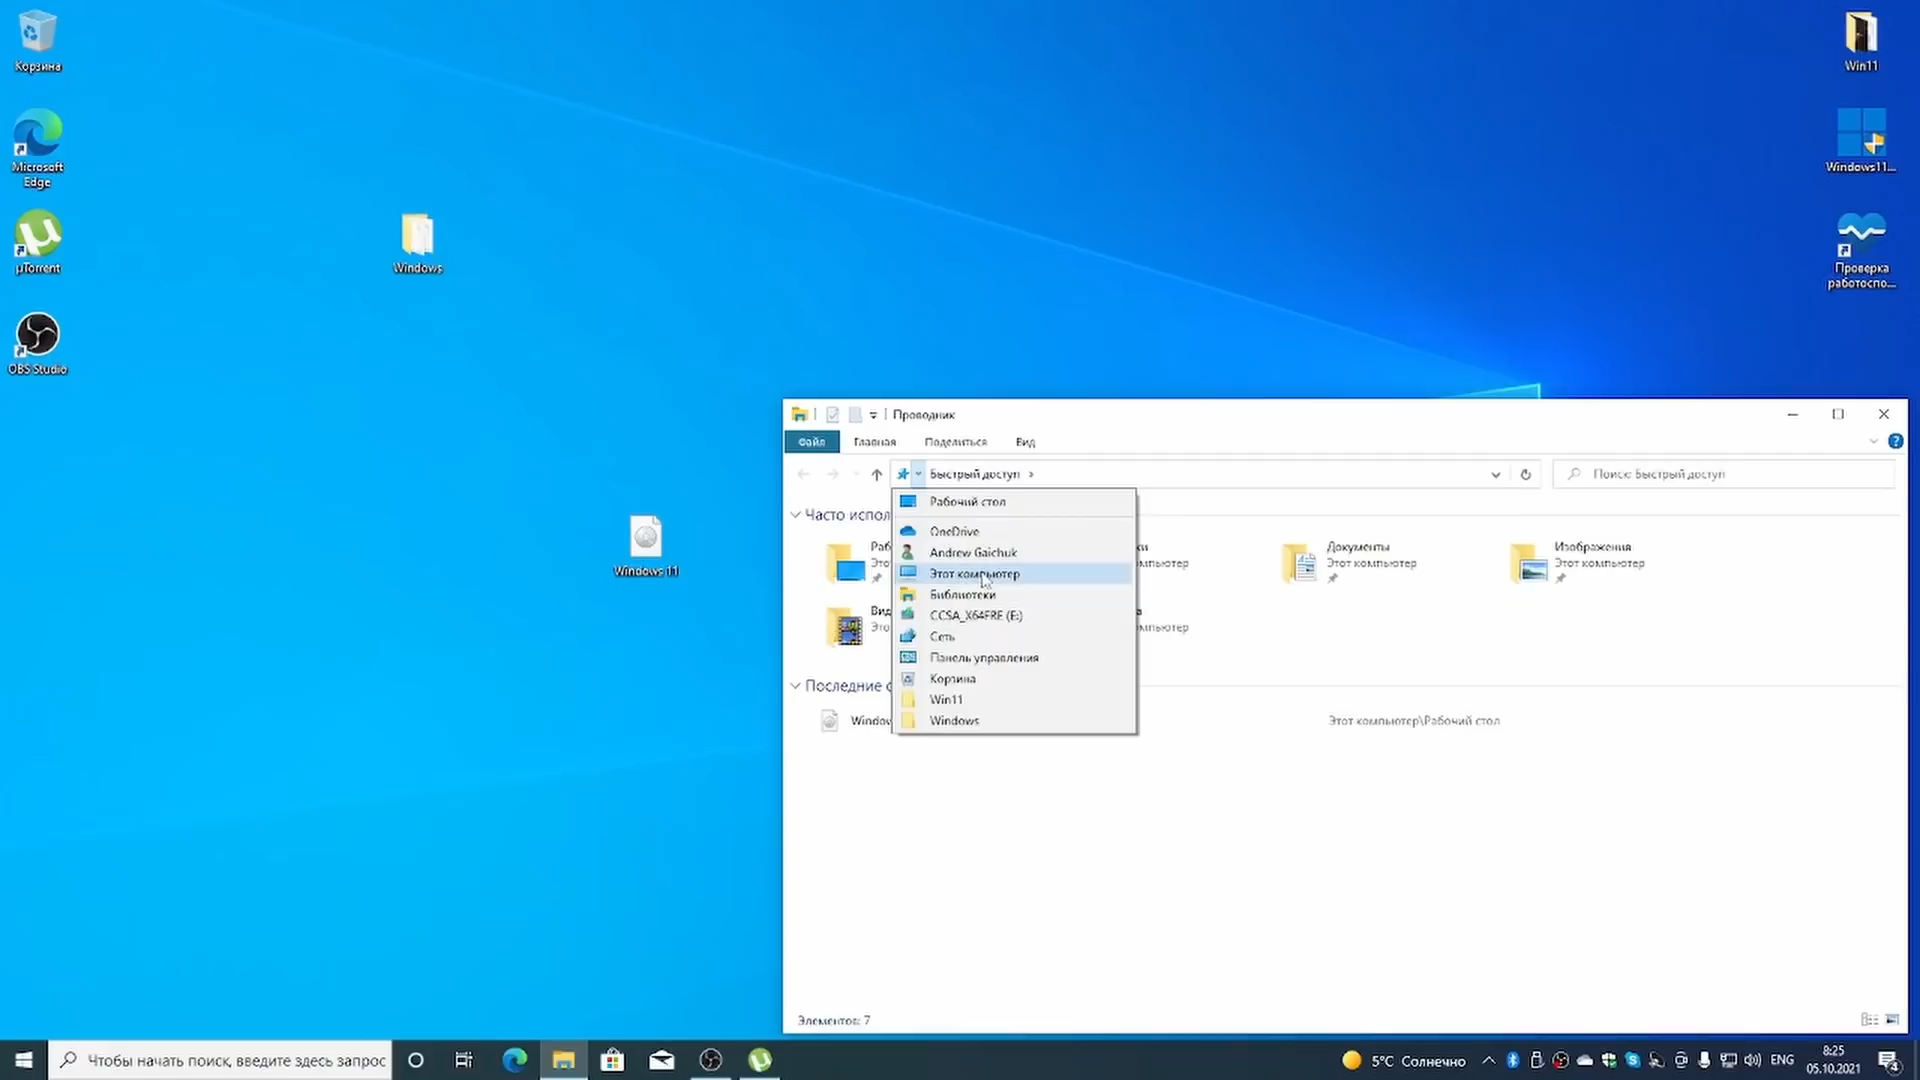 Корзина
Microsoft
Edge
µTorrent
OBS Studio
Windows
Windows 11
Win11
Windows11...
Проверка
работоспо...
Проводник
Файл
Главная
Поделиться
Вид
Быстрый доступ
Поиск: Быстрый доступ
Рабочий стол
OneDrive
Andrew Gaichuk
Этот компьютер
Библиотеки
CCSA_X64FRE (E:)
Сеть
Панель управления
Корзина
Win11
Windows
Документы
Этот компьютер
Изображения
Этот компьютер
Этот компьютер\Рабочий стол
Элементов: 7
Чтобы начать поиск, введите здесь запрос
5°C Солнечно
ENG
8:25
05.10.2021
4